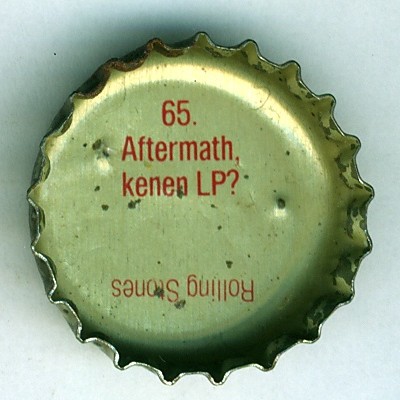 65.
Aftermath,
kenen LP?
Rolling Stones